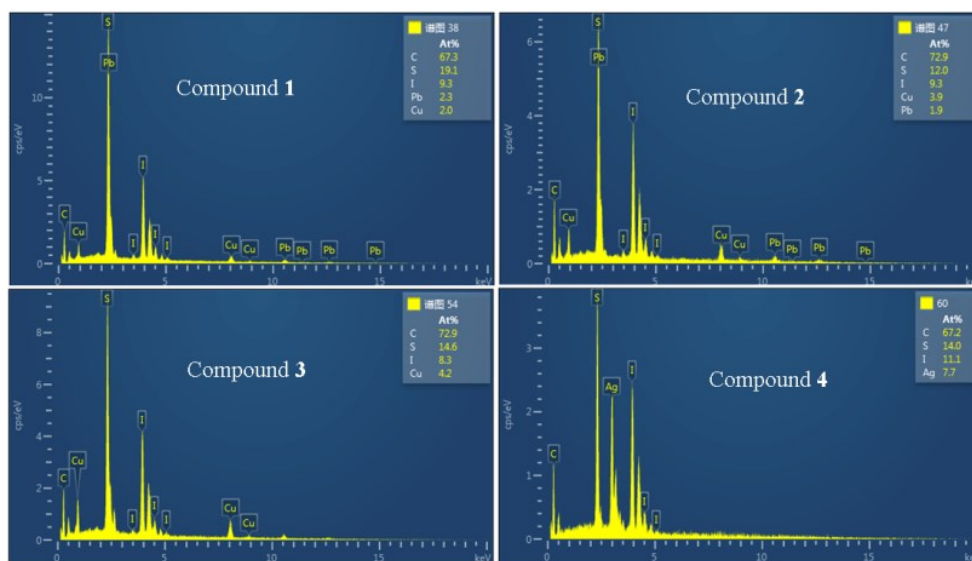 谱图 38
At%
C 67.3
S 19.1
I 9.3
Pb 2.3
Cu 2.0
Compound 1
cps/eV
10
5
0
S
Pb
I
C
Cu
I
I
I
Cu
Cu
Pb
Pb
Pb
Pb
0
5
10
15
keV
谱图 47
At%
C 72.9
S 12.0
I 9.3
Cu 3.9
Pb 1.9
Compound 2
cps/eV
6
4
2
0
S
Pb
I
C
Cu
I
I
I
Cu
Cu
Pb
Pb
Pb
Pb
0
5
10
15
keV
谱图 54
At%
C 72.9
S 14.6
I 8.3
Cu 4.2
Compound 3
cps/eV
8
6
4
2
0
S
I
Cu
C
I
I
I
Cu
Cu
0
5
10
15
keV
60
At%
C 67.2
S 14.0
I 11.1
Ag 7.7
Compound 4
cps/eV
3
2
1
0
S
Ag
I
C
I
I
0
5
10
15
keV